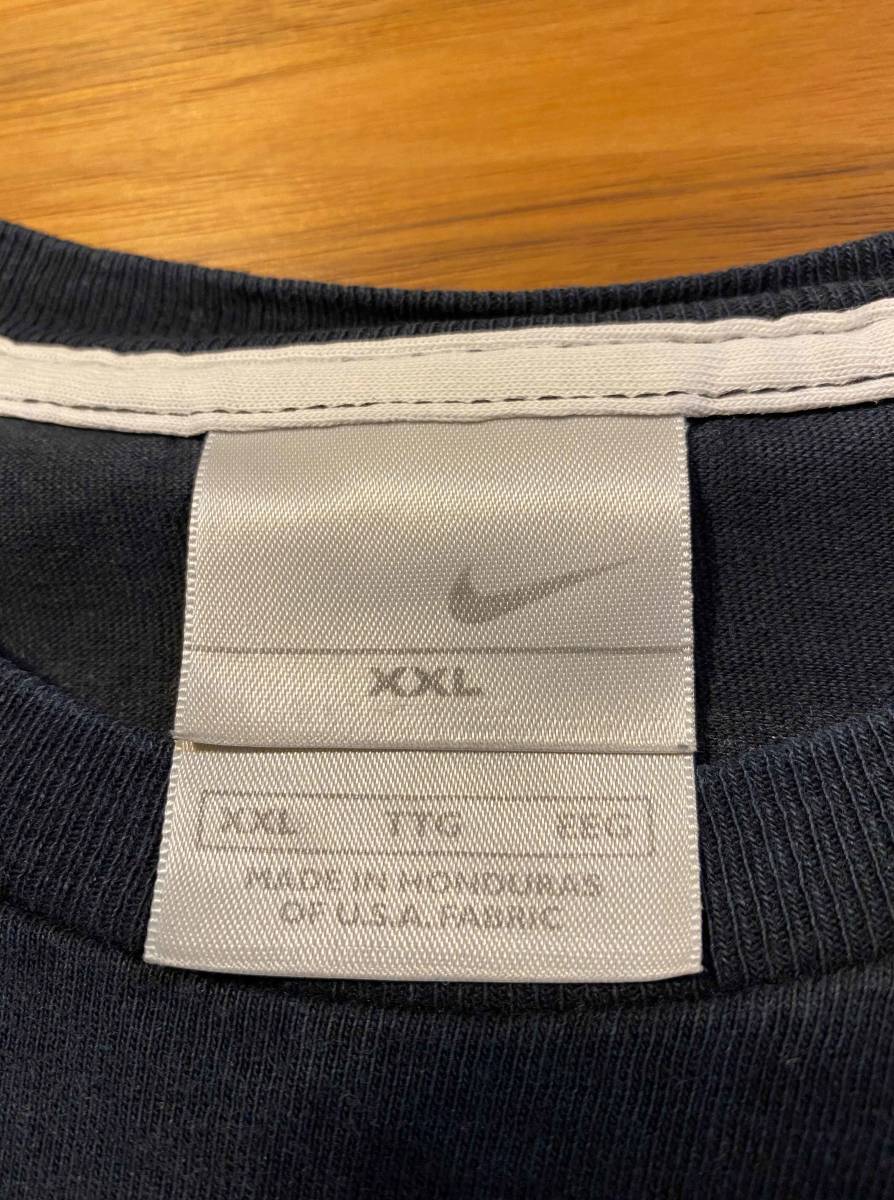 XXL
XXL TTG EEG
MADE IN HONDURAS
OF U.S.A. FABRIC